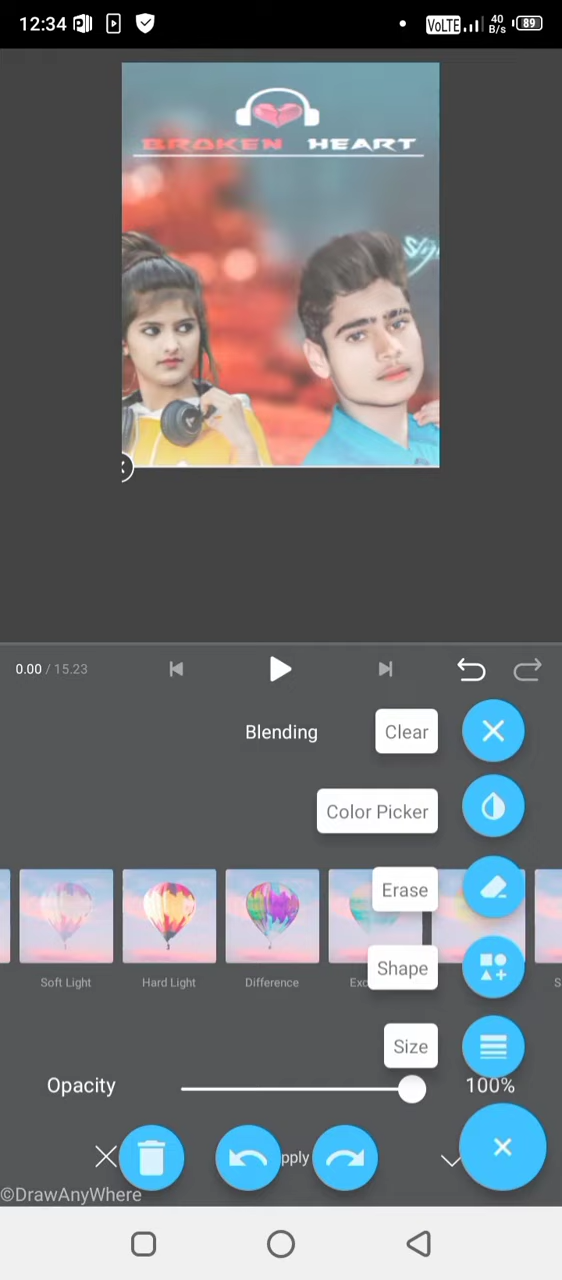 12:34
VoLTE
40
B/s
89
BROKEN HEART
0.00 / 15.23
Blending
Clear
Color Picker
Erase
Shape
Soft Light
Hard Light
Difference
Size
Opacity
100%
©DrawAnyWhere